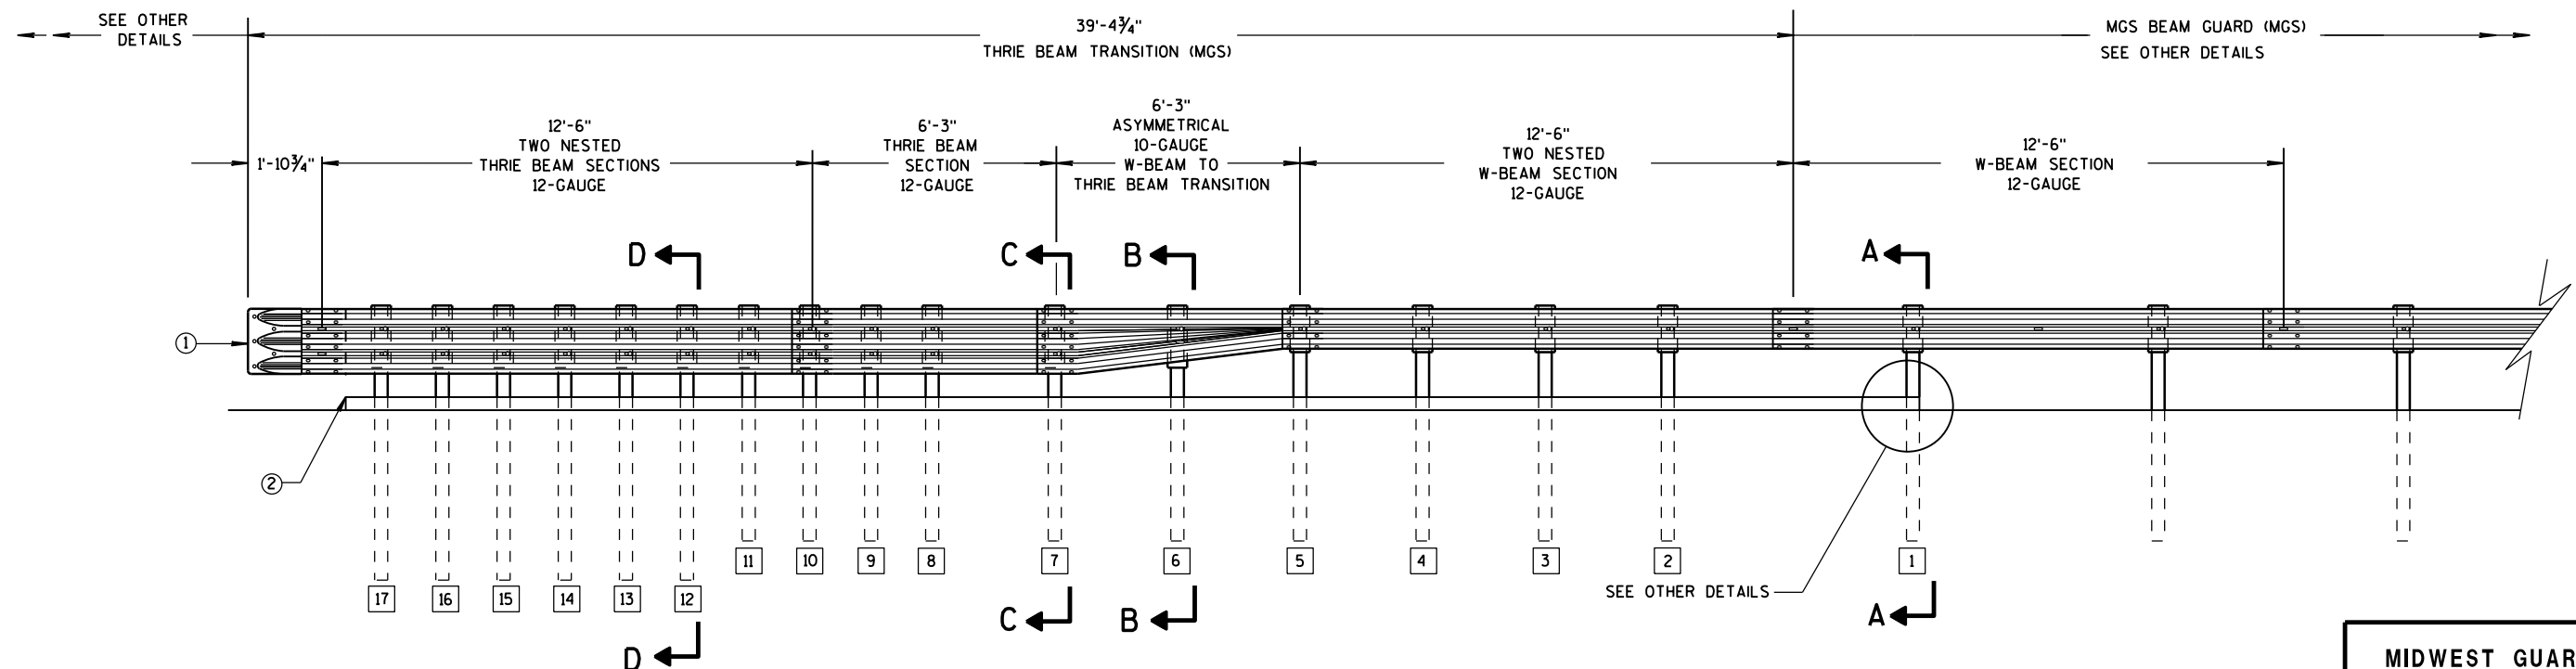 SEE OTHER
DETAILS
39'-4¾"
THRIE BEAM TRANSITION (MGS)
MGS BEAM GUARD (MGS)
SEE OTHER DETAILS
1'-10¾"
12'-6"
TWO NESTED
THRIE BEAM SECTIONS
12-GAUGE
6'-3"
THRIE BEAM
SECTION
12-GAUGE
6'-3"
ASYMMETRICAL
10-GAUGE
W-BEAM TO
THRIE BEAM TRANSITION
12'-6"
TWO NESTED
W-BEAM SECTION
12-GAUGE
12'-6"
W-BEAM SECTION
12-GAUGE
D
C
B
A
1
2
11
10
9
8
7
6
5
4
3
2
1
17
16
15
14
13
12
SEE OTHER DETAILS
C
B
A
D
MIDWEST GUAR